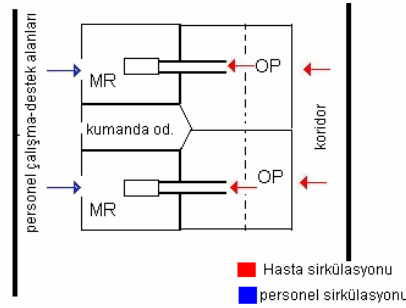 personel çalışma-destek alanları
MR
OP
kumanda od.
koridor
MR
OP
Hasta sirkülasyonu
personel sirkülasyonu